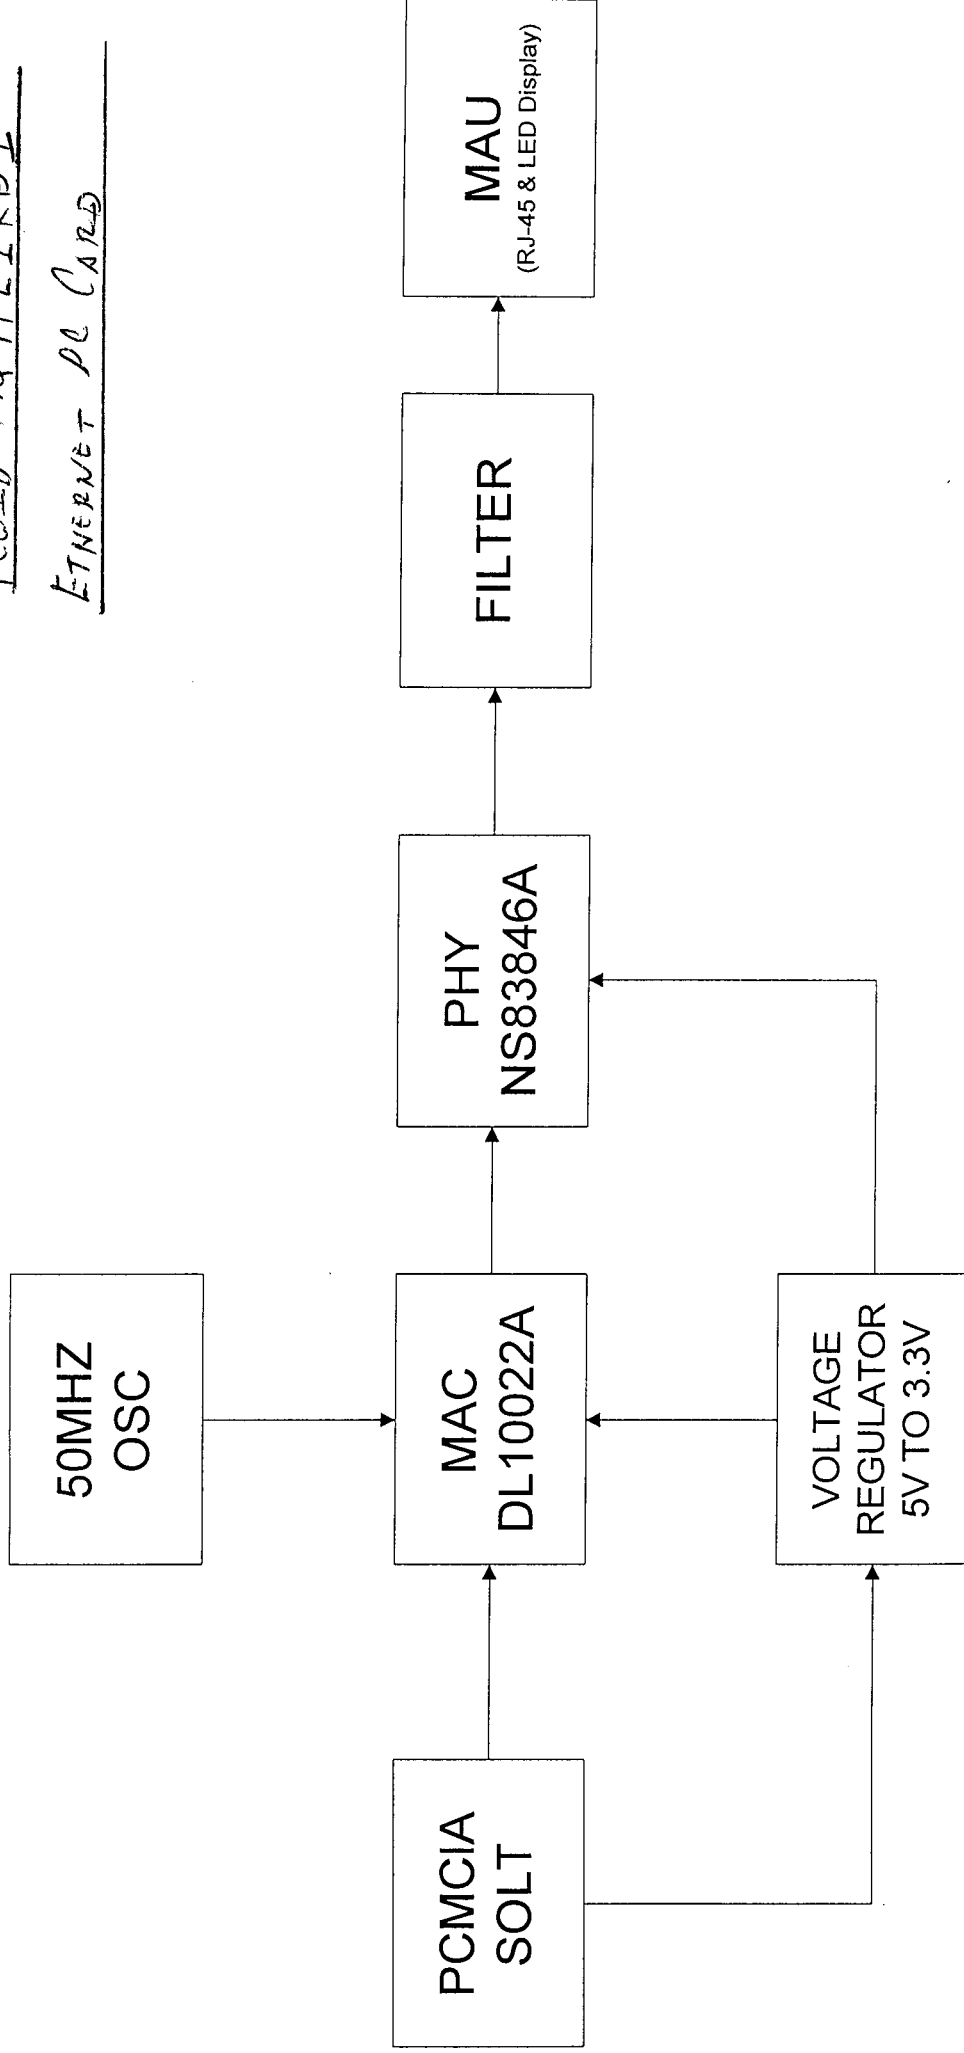 ETHERNET PC CARD
50MHZ
OSC
PCMCIA
SOLT
MAC
DL10022A
PHY
NS83846A
FILTER
MAU
(RJ-45 & LED Display)
VOLTAGE
REGULATOR
5V TO 3.3V